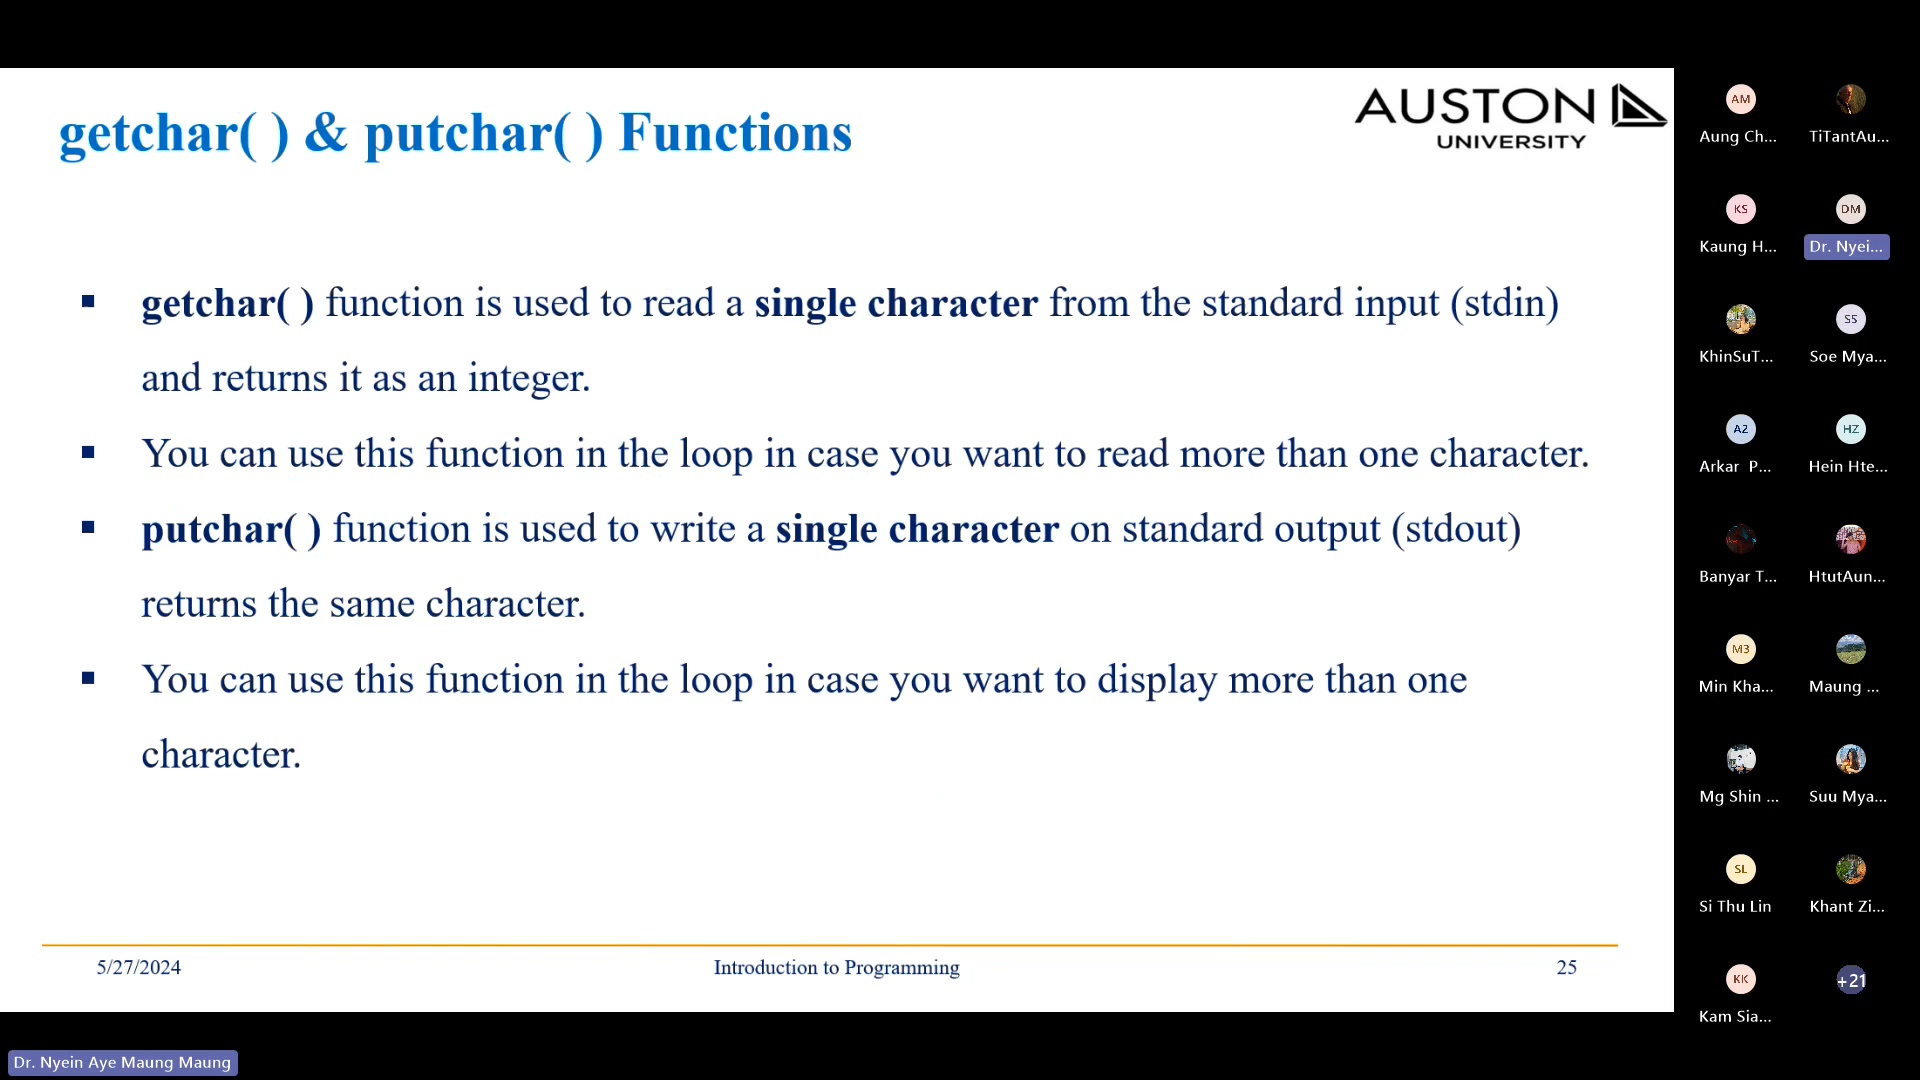 getchar( ) & putchar( ) Functions
AUSTON
UNIVERSITY
▪ getchar( ) function is used to read a single character from the standard input (stdin)
and returns it as an integer.
▪ You can use this function in the loop in case you want to read more than one character.
▪ putchar( ) function is used to write a single character on standard output (stdout)
returns the same character.
▪ You can use this function in the loop in case you want to display more than one
character.
5/27/2024
Introduction to Programming
25
AM
Aung Ch...
TiTantAu...
KS
Kaung H...
DM
Dr. Nyei...
KhinSuT...
SS
Soe Mya...
A2
Arkar P...
HZ
Hein Hte...
Banyar T...
HtutAun...
M3
Min Kha...
Maung ...
Mg Shin ...
Suu Mya...
SL
Si Thu Lin
Khant Zi...
KK
Kam Sia...
+21
Dr. Nyein Aye Maung Maung